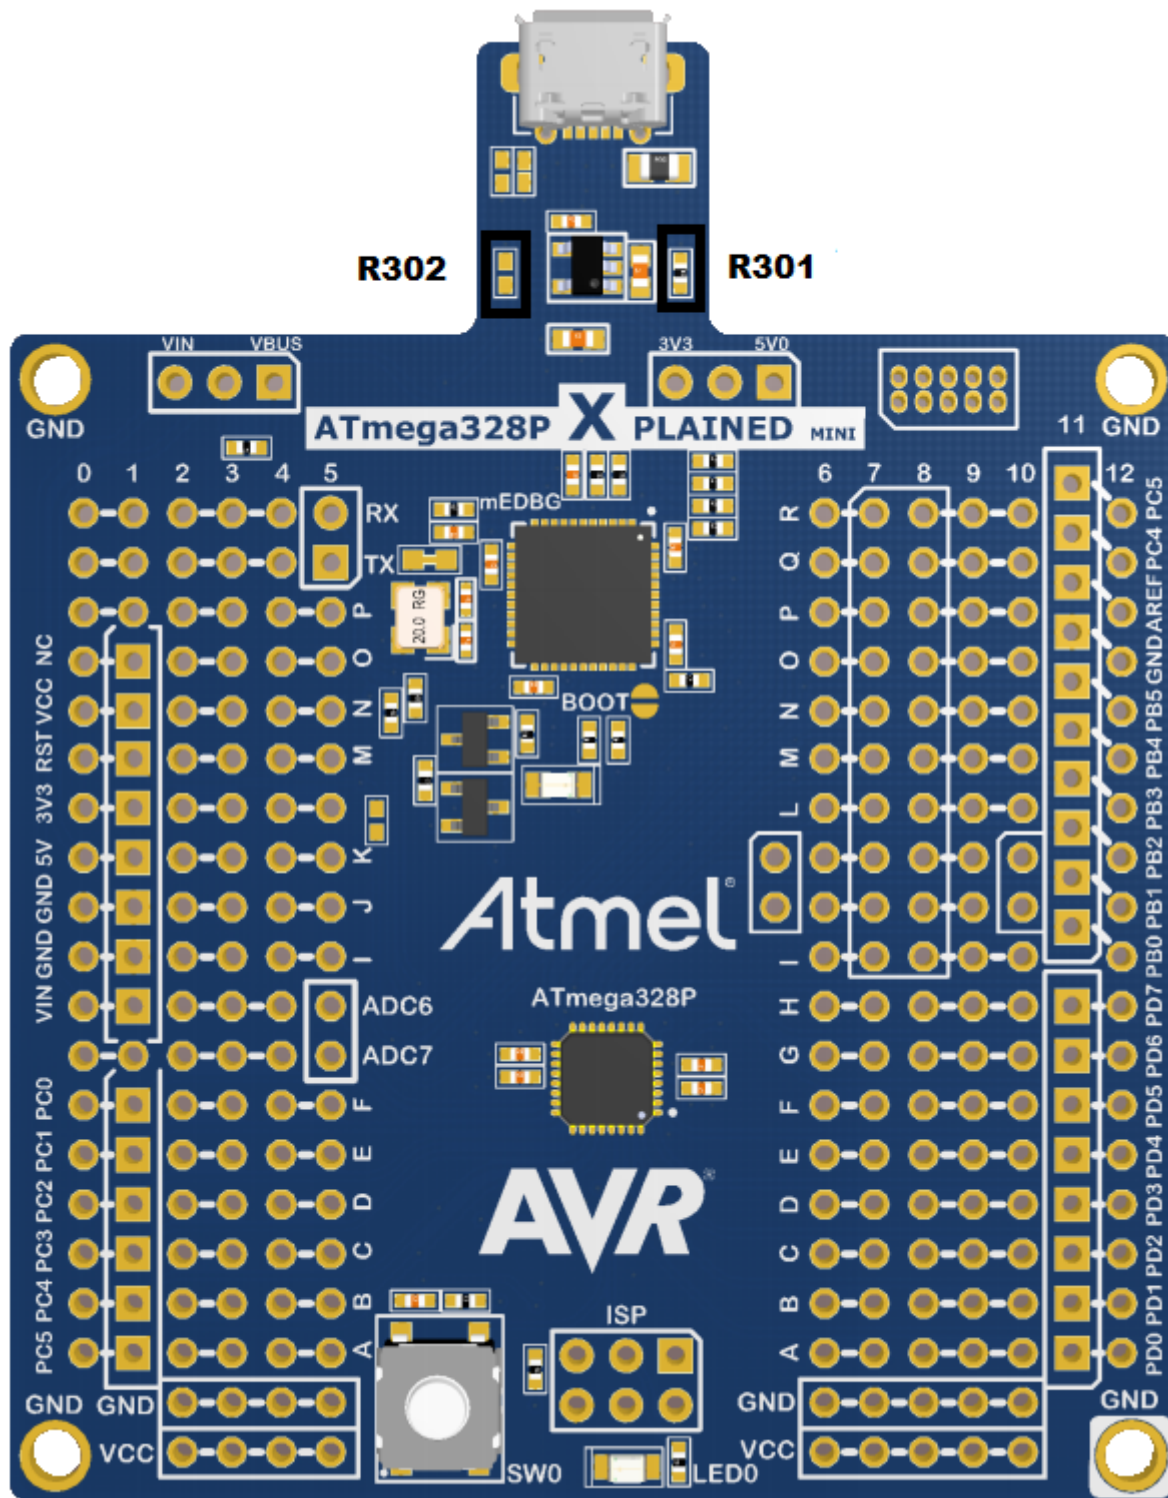 R302
R301
VIN VBUS
3V3 5V0
GND
11 GND
ATmega328P X PLAINED MINI
0 1 2 3 4 5
6 7 8 9 10 12
RX
TX
mEDBG
20.0 RG
BOOT
P
O
N
M
L
K
J
I
ADC6
ADC7
F
E
D
C
B
A
NC
VCC
RST
3V3
5V
GND
GND
VIN
PC0
PC1
PC2
PC3
PC4
PC5
R
Q
P
O
N
M
L
I
H
G
F
E
D
C
B
A
PC5
PC4
AREF
GND
PB5
PB4
PB3
PB2
PB1
PB0
PD7
PD6
PD5
PD4
PD3
PD2
PD1
PD0
Atmel®
ATmega328P
AVR®
ISP
GND GND
VCC
SW0
LED0
GND
VCC
GND